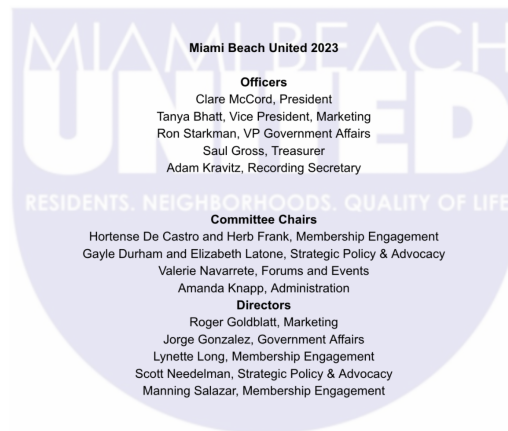 MIAMI BEACH
UNITED
RESIDENTS. NEIGHBORHOODS. QUALITY OF LIFE
Miami Beach United 2023
Officers
Clare McCord, President
Tanya Bhatt, Vice President, Marketing
Ron Starkman, VP Government Affairs
Saul Gross, Treasurer
Adam Kravitz, Recording Secretary
Committee Chairs
Hortense De Castro and Herb Frank, Membership Engagement
Gayle Durham and Elizabeth Latone, Strategic Policy & Advocacy
Valerie Navarrete, Forums and Events
Amanda Knapp, Administration
Directors
Roger Goldblatt, Marketing
Jorge Gonzalez, Government Affairs
Lynette Long, Membership Engagement
Scott Needelman, Strategic Policy & Advocacy
Manning Salazar, Membership Engagement